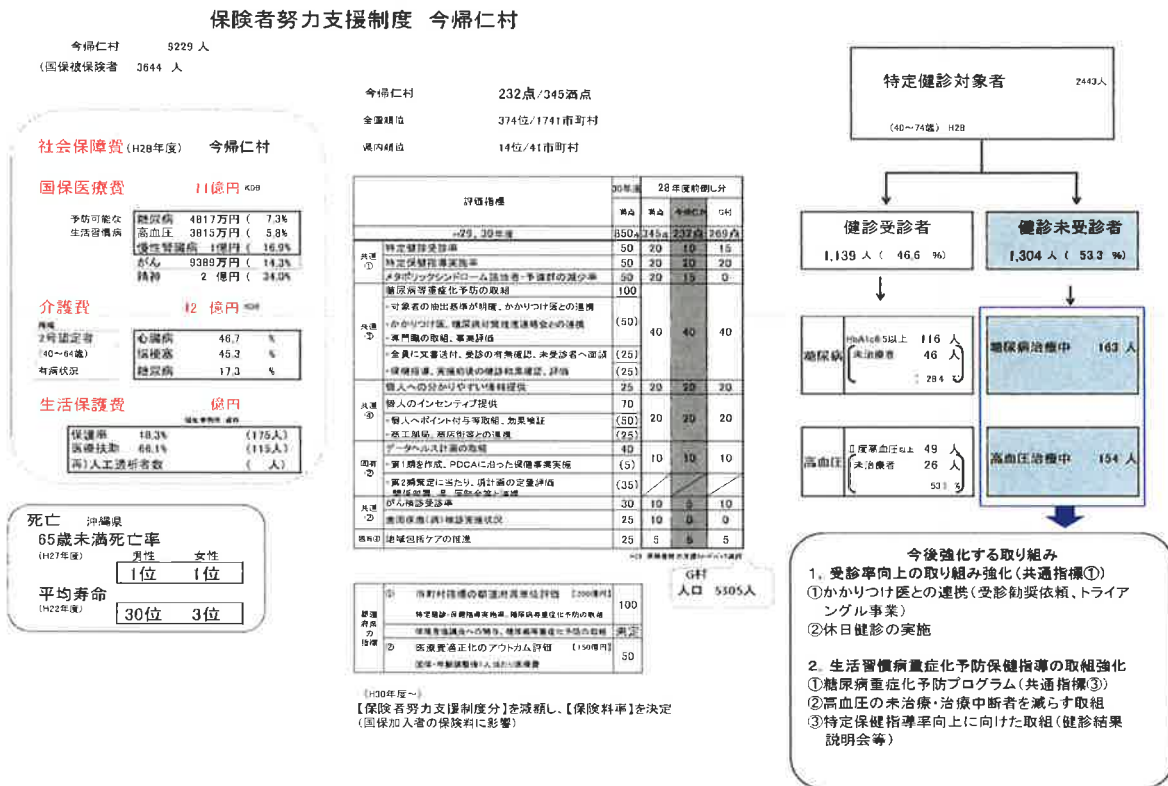 保険者努力支援制度 今帰仁村
今帰仁村 9229 人
(国保被保険者 3644 人
社会保障費(H28年度) 今帰仁村
国保医療費 11億円 KDB
予防可能な
生活習慣病
糖尿病 4817万円 ( 7.3%
高血圧 3815万円 ( 5.8%
慢性腎臓病 1億円 ( 16.9%
がん 9389万円 ( 14.3%
精神 2 億円 ( 34.0%
介護費 12 億円 KDB
2号認定者
(40~64歳)
有病状況
心臓病 46.7 %
脳梗塞 45.3 %
糖尿病 17.3 %
生活保護費 億円
保護率 18.3% (175人)
医療扶助 66.1% (115人)
再)人工透析者数 ( 人)
死亡 沖縄県
65歳未満死亡率
(H27年度) 男性 女性
1位 1位
平均寿命
(H22年度)
30位 3位
今帰仁村 232点/345満点
全国順位 374位/1741市町村
県内順位 14位/41市町村
評価指標 30年度 28年度前倒し分
満点 満点 今帰仁村 G村
H29、30年度 850点 345点 232点 269点
共通①
特定健診受診率 50 20 10 15
特定保健指導実施率 50 20 20 20
メタボリックシンドローム該当者・予備群の減少率 50 20 15 0
共通③
糖尿病等重症化予防の取組 100
・対象者の抽出基準が明確、かかりつけ医との連携
・かかりつけ医、糖尿病対策推進連絡会との連携 (50) 40 40 40
・専門職の取組、事業評価
・全員に文書送付、受診の有無確認、未受診者へ面談 (25)
・保健指導、実施前後の健診結果確認、評価 (25)
共通④
個人への分かりやすい情報提供 25 20 20 20
個人のインセンティブ提供 70
・個人へポイント付与等取組、効果検証 (50) 20 20 20
・商工部局、商店街等との連携 (25)
固有②
データヘルス計画の取組 40
・第1期を作成、PDCAに沿った保健事業実施 (5) 10 10 10
・第2期策定に当たり、現計画の定量評価 (35)
共通②
がん検診受診率 30 10 5 10
歯周疾患(病)検診実施状況 25 10 0 0
地域包括ケアの推進 25 5 5 5
G村
人口 5305人
都道府県の指標
① 市町村指標の都道府県単位評価 【200億円】
特定健診・保健指導実施率、糖尿病等重症化予防の取組 100
保険者協議会への関与、糖尿病等重症化予防の取組 未定
② 医療費適正化のアウトカム評価 【150億円】 50
(H30年度~)
【保険者努力支援制度分】を減額し、【保険料率】を決定
(国保加入者の保険料に影響)
特定健診対象者 2443人
(40~74歳) H28
健診受診者
1,139 人 ( 46.6 %)
健診未受診者
1,304 人 ( 53.3 %)
糖尿病
HbA1c6.5以上 116 人
未治療者 46 人
28.4 %
糖尿病治療中 163 人
高血圧
Ⅱ度高血圧以上 49 人
未治療者 26 人
53.1 %
高血圧治療中 154 人
今後強化する取り組み
1. 受診率向上の取り組み強化(共通指標①)
①かかりつけ医との連携(受診勧奨依頼、トライア
ングル事業)
②休日健診の実施
2. 生活習慣病重症化予防保健指導の取組強化
①糖尿病重症化予防プログラム(共通指標③)
②高血圧の未治療・治療中断者を減らす取組
③特定保健指導率向上に向けた取組(健診結果
説明会等)